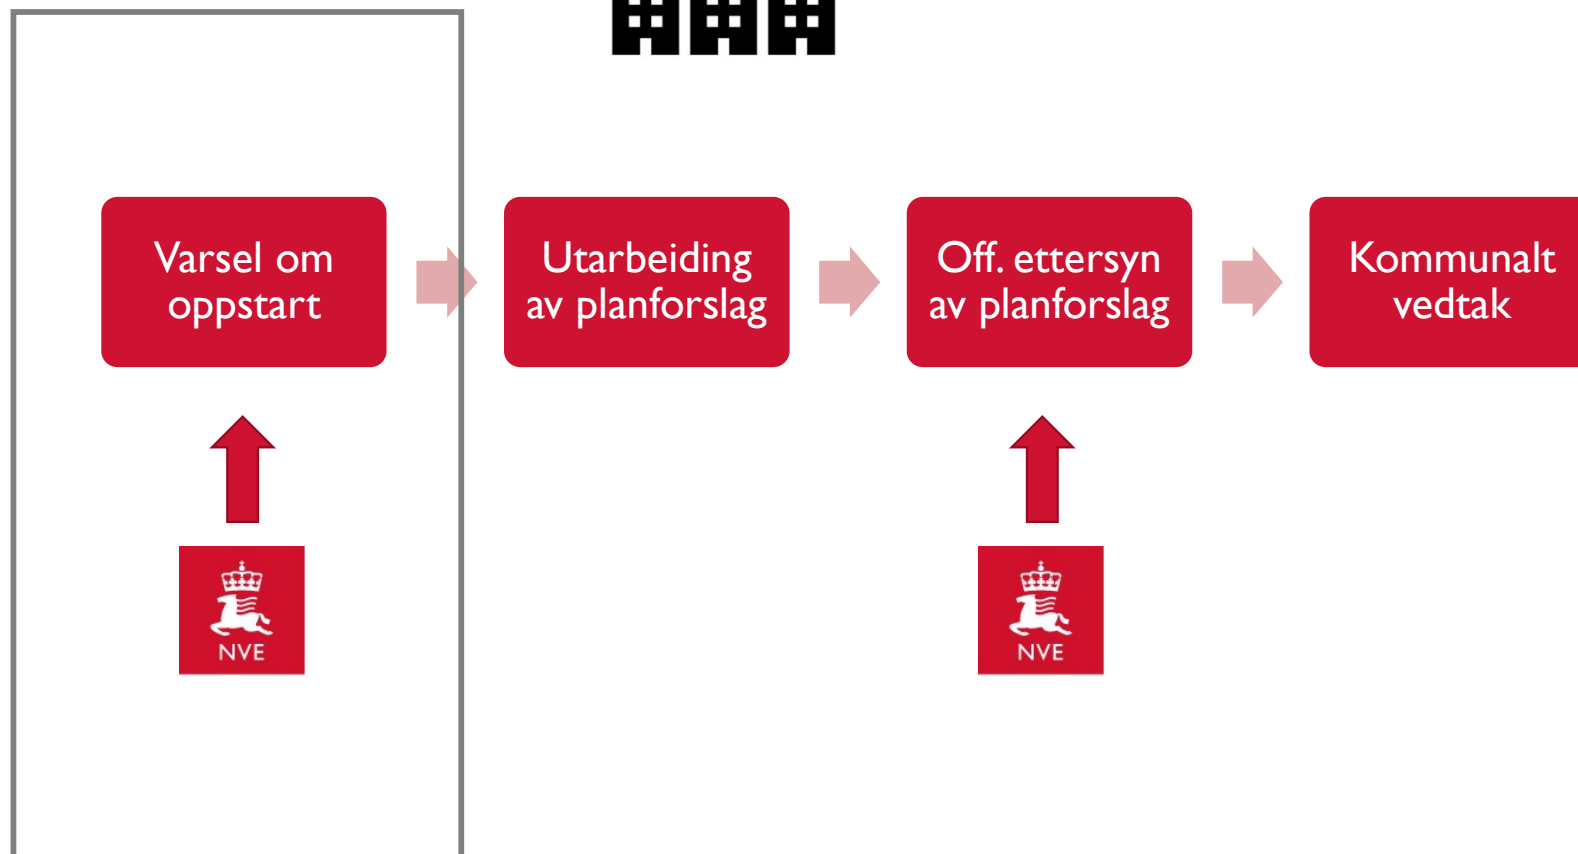 Varsel om
oppstart
Utarbeiding
av planforslag
Off. ettersyn
av planforslag
Kommunalt
vedtak
NVE
NVE